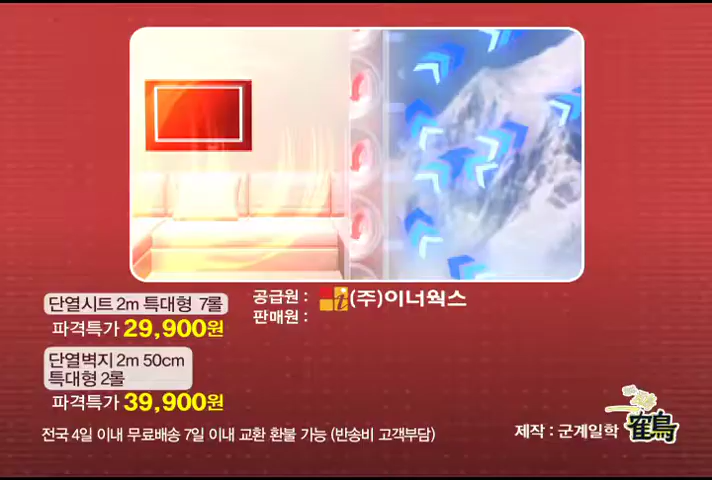 단열시트 2m 특대형 7롤
파격특가 29,900원
단열벽지 2m 50cm
특대형 2롤
파격특가 39,900원
공급원 : i (주)이너웍스
판매원 :
전국 4일 이내 무료배송 7일 이내 교환 환불 가능 (반송비 고객부담)
제작 : 군계일학